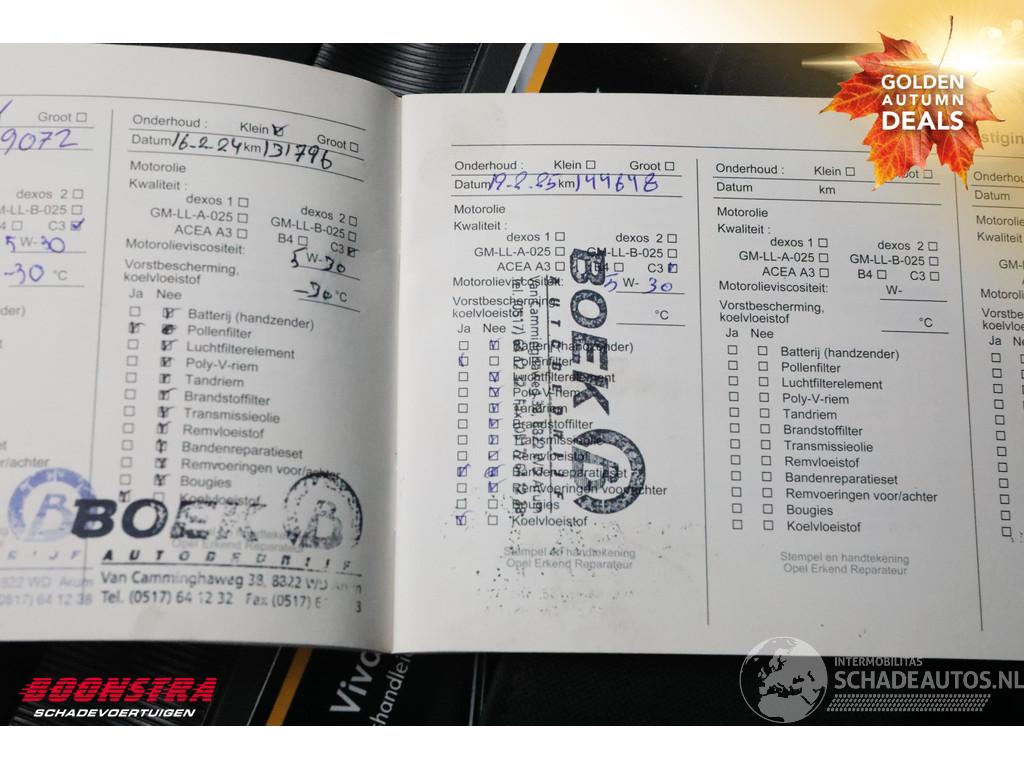 GOLDEN
AUTUMN
DEALS
Groot
9072
dexos 2
GM-LL-B-025
C3
5 W-30
-30 °C
Onderhoud : Klein Groot
Datum 16-2-24 km 131796
Motorolie
Kwaliteit :
dexos 1 dexos 2
GM-LL-A-025 GM-LL-B-025
ACEA A3 B4 C3
Motorolieviscositeit: 5 W-30
Vorstbescherming,
koelvloeistof -30 °C
Ja Nee
Batterij (handzender)
Pollenfilter
Luchtfilterelement
Poly-V-riem
Tandriem
Brandstoffilter
Transmissieolie
Remvloeistof
Bandenreparatieset
Remvoeringen voor/achter
Bougies
Koelvloeistof
BOEK B
AUTOBEDRIJF
Opel Erkend Reparateur
Van Camminghaweg 38, 8822 WD Arum
Tel. (0517) 64 12 32 Fax (0517) 6
Onderhoud : Klein Groot
Datum 19-2-25 km 144648
Motorolie
Kwaliteit :
dexos 1 dexos 2
GM-LL-A-025 GM-LL-B-025
ACEA A3 B4 C3
Motorolieviscositeit: 5 W- 30
Vorstbescherming,
koelvloeistof °C
Ja Nee
Batterij (handzender)
Pollenfilter
Luchtfilterelement
Poly-V-riem
Tandriem
Brandstoffilter
Transmissieolie
Remvloeistof
Bandenreparatieset
Remvoeringen voor/achter
Bougies
Koelvloeistof
Stempel en handtekening
Opel Erkend Reparateur
BOEK B
AUTOBEDRIJF
Onderhoud : Klein Groot
Datum km
Motorolie
Kwaliteit :
dexos 1 dexos 2
GM-LL-A-025 GM-LL-B-025
ACEA A3 B4 C3
Motorolieviscositeit: W-
Vorstbescherming,
koelvloeistof °C
Ja Nee
Batterij (handzender)
Pollenfilter
Luchtfilterelement
Poly-V-riem
Tandriem
Brandstoffilter
Transmissieolie
Remvloeistof
Bandenreparatieset
Remvoeringen voor/achter
Bougies
Koelvloeistof
Stempel en handtekening
Opel Erkend Reparateur
Datum
Ja
BOONSTRA
SCHADEVOERTUIGEN
INTERMOBILITAS
SCHADEAUTOS.NL